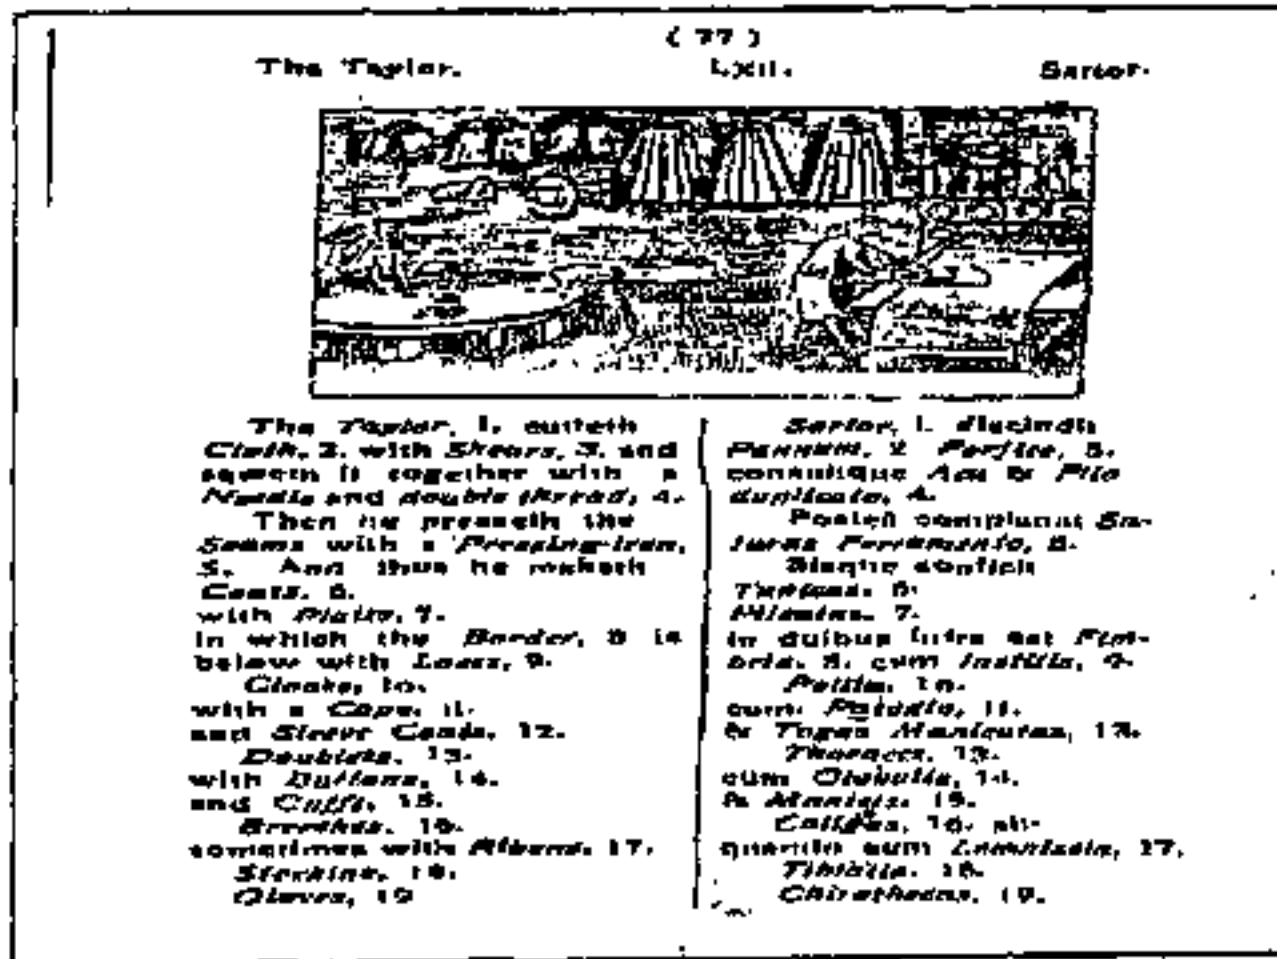 ( 77 )
The Taylor. LXII. Sartor.
The Taylor, 1. cutteth
Cloth, 2. with Shears, 3. and
seweth it together with a
Needle and double thread, 4.
Then he presseth the
Seams with a Pressing-iron,
5. And thus he maketh
Coats, 6.
with Plaits, 7.
in which the Border, 8 is
below with Laces, 9.
Cloaks, 10.
with a Cape, 11.
and Sleeve Coats, 12.
Doublets, 13.
with Buttons, 14.
and Cuffs, 15.
Breeches, 16.
sometimes with Ribbons, 17.
Stockins, 18.
Gloves, 19
Sartor, 1. discindit
Pannum, 2 Forfice, 3.
consuitque Acu & Filo
duplicato, 4.
Posteà complanat Su-
turas Ferramento, 5.
Sicque conficit
Tunicas, 6.
Plicatas, 7.
in quibus infra est Fim-
bria, 8. cum Institis, 9.
Pallia, 10.
cum Patagio, 11.
& Togas Manicatas, 12.
Thoraces, 13.
cum Globulis, 14.
& Manicis, 15.
Caligas, 16. ali-
quando cum Lemniscis, 17.
Tibialia, 18.
Chirothecas, 19.